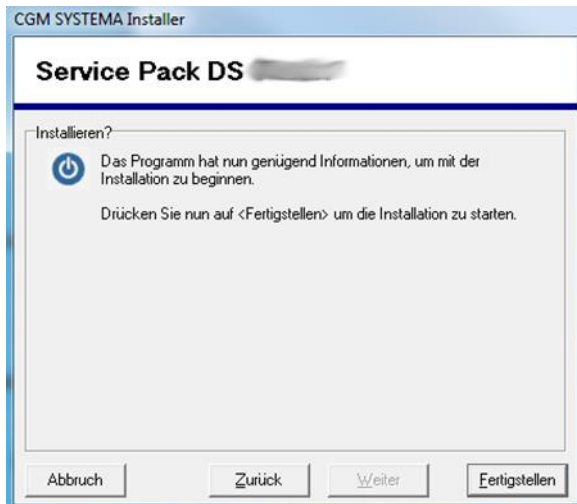 CGM SYSTEMA Installer
Service Pack DS
Installieren?
Das Programm hat nun genügend Informationen, um mit der
Installation zu beginnen.
Drücken Sie nun auf <Fertigstellen> um die Installation zu starten.
Abbruch Zurück Weiter Fertigstellen